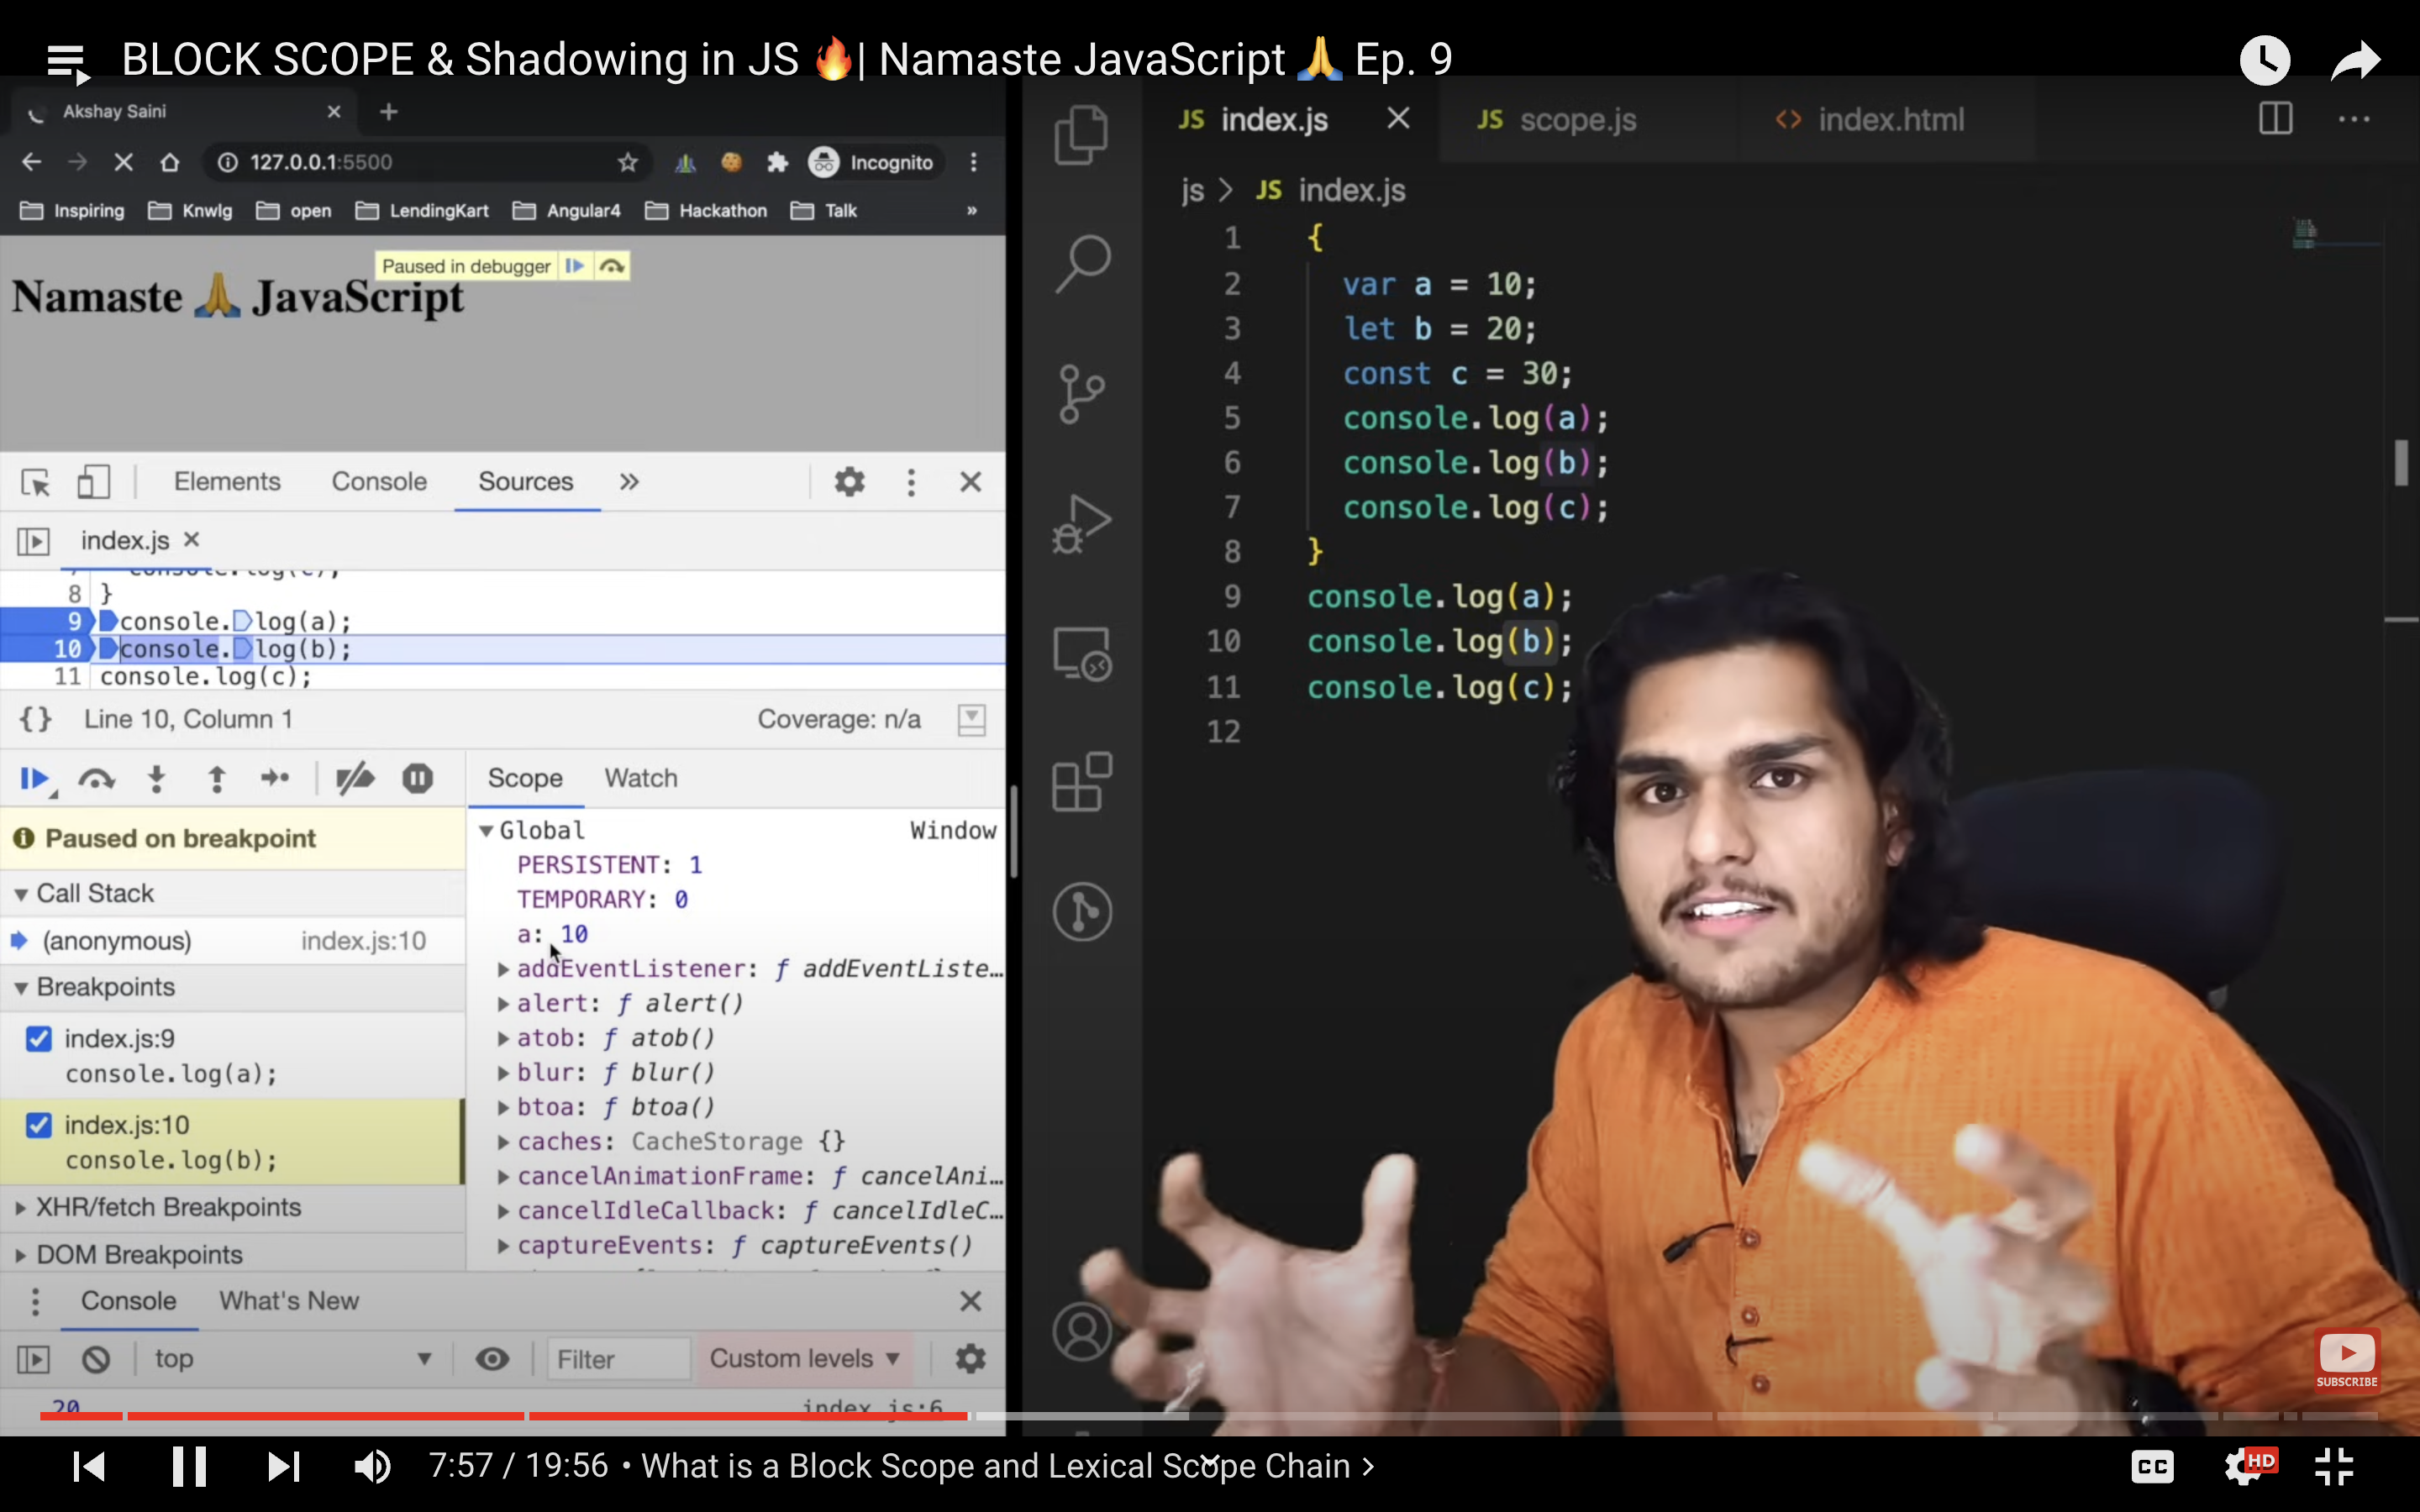 BLOCK SCOPE & Shadowing in JS 🔥| Namaste JavaScript 🙏 Ep. 9
Akshay Saini
127.0.0.1:5500
Incognito
Inspiring Knwlg open LendingKart Angular4 Hackathon Talk »
Paused in debugger
Namaste 🙏 JavaScript
Elements Console Sources »
index.js
8 }
9 console.log(a);
10 console.log(b);
11 console.log(c);
{} Line 10, Column 1 Coverage: n/a
Scope Watch
Paused on breakpoint
Call Stack
(anonymous) index.js:10
Breakpoints
index.js:9
console.log(a);
index.js:10
console.log(b);
XHR/fetch Breakpoints
DOM Breakpoints
Global Window
PERSISTENT: 1
TEMPORARY: 0
a: 10
addEventListener: ƒ addEventListe…
alert: ƒ alert()
atob: ƒ atob()
blur: ƒ blur()
btoa: ƒ btoa()
caches: CacheStorage {}
cancelAnimationFrame: ƒ cancelAni…
cancelIdleCallback: ƒ cancelIdleC…
captureEvents: ƒ captureEvents()
Console What's New
top Filter Custom levels
20 index.js:6
JS index.js JS scope.js <> index.html
js > JS index.js
1 {
2 var a = 10;
3 let b = 20;
4 const c = 30;
5 console.log(a);
6 console.log(b);
7 console.log(c);
8 }
9 console.log(a);
10 console.log(b);
11 console.log(c);
12
SUBSCRIBE
7:57 / 19:56 • What is a Block Scope and Lexical Scope Chain >
CC
HD